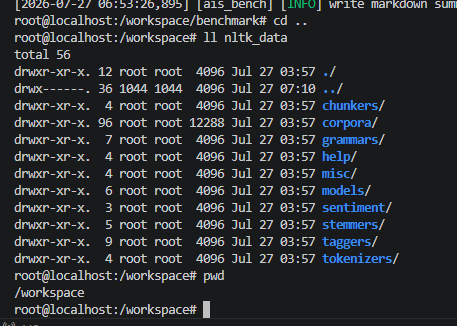 [2026-07-27 06:53:26,895] [ais_bench] [INFO] write markdown sum
root@localhost:/workspace/benchmark# cd ..
root@localhost:/workspace# ll nltk_data
total 56
drwxr-xr-x. 12 root root  4096 Jul 27 03:57 ./
drwx------. 36 1044 1044  4096 Jul 27 07:10 ../
drwxr-xr-x.  4 root root  4096 Jul 27 03:57 chunkers/
drwxr-xr-x. 96 root root 12288 Jul 27 03:57 corpora/
drwxr-xr-x.  7 root root  4096 Jul 27 03:57 grammars/
drwxr-xr-x.  4 root root  4096 Jul 27 03:57 help/
drwxr-xr-x.  4 root root  4096 Jul 27 03:57 misc/
drwxr-xr-x.  6 root root  4096 Jul 27 03:57 models/
drwxr-xr-x.  3 root root  4096 Jul 27 03:57 sentiment/
drwxr-xr-x.  5 root root  4096 Jul 27 03:57 stemmers/
drwxr-xr-x.  9 root root  4096 Jul 27 03:57 taggers/
drwxr-xr-x.  4 root root  4096 Jul 27 03:57 tokenizers/
root@localhost:/workspace# pwd
/workspace
root@localhost:/workspace#